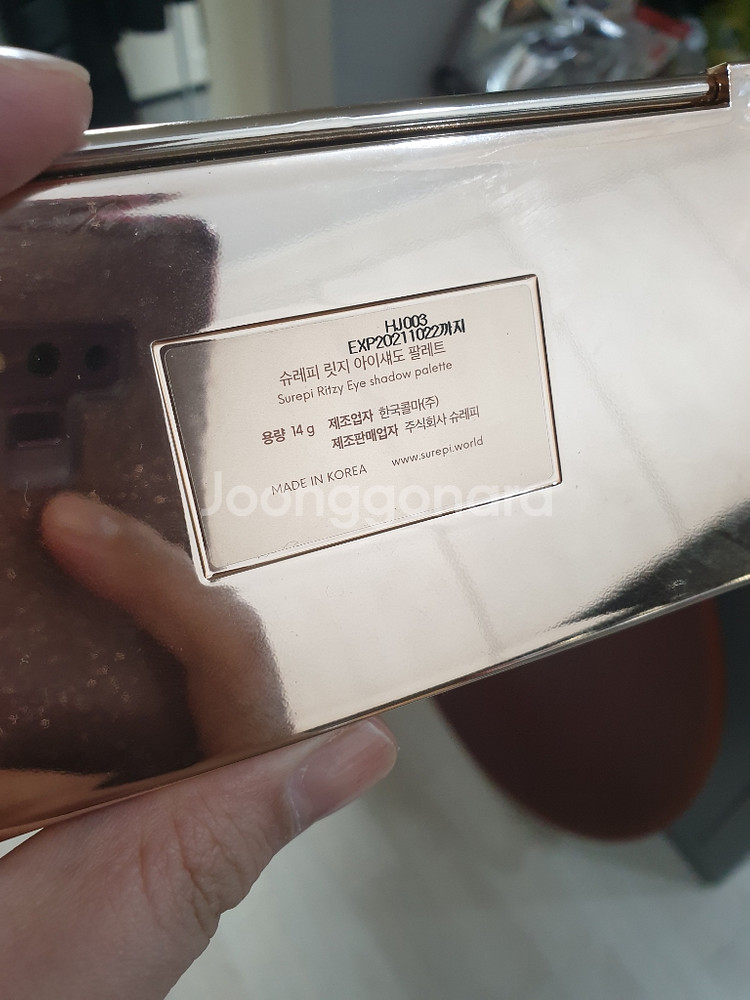 HJ003
EXP20211022까지
슈레피 릿지 아이섀도 팔레트
Surepi Ritzy Eye shadow palette
용량 14 g 제조업자 한국콜마(주)
제조판매업자 주식회사 슈레피
MADE IN KOREA www.surepi.world
Joonggonara